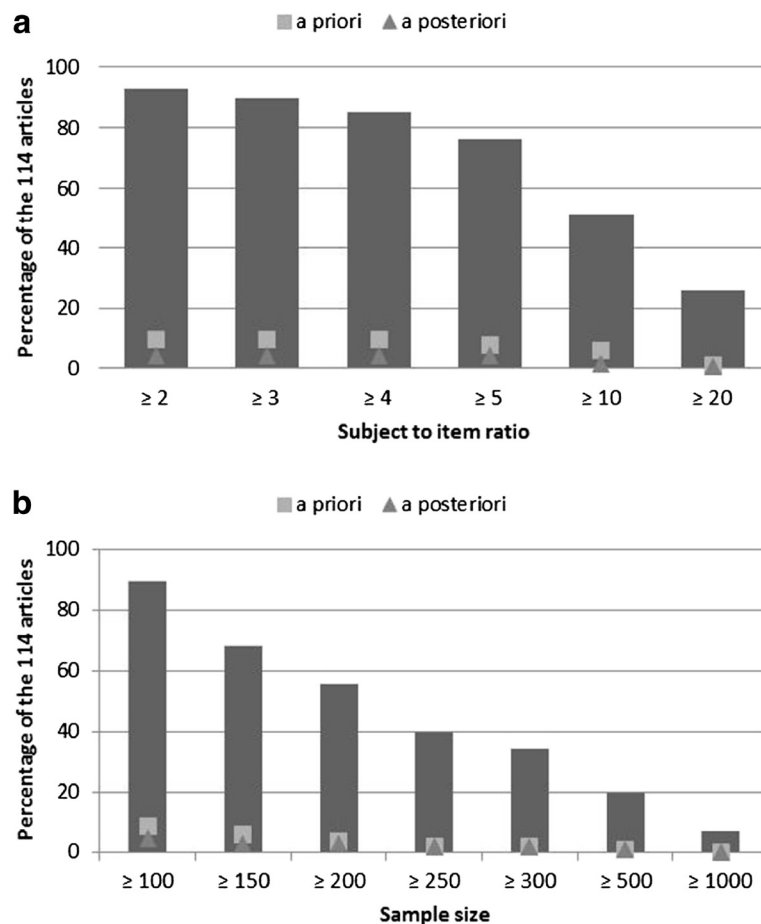 a
a priori a posteriori
Percentage of the 114 articles
100
80
60
40
20
0
≥ 2 ≥ 3 ≥ 4 ≥ 5 ≥ 10 ≥ 20
Subject to item ratio
b
a priori a posteriori
Percentage of the 114 articles
100
80
60
40
20
0
≥ 100 ≥ 150 ≥ 200 ≥ 250 ≥ 300 ≥ 500 ≥ 1000
Sample size